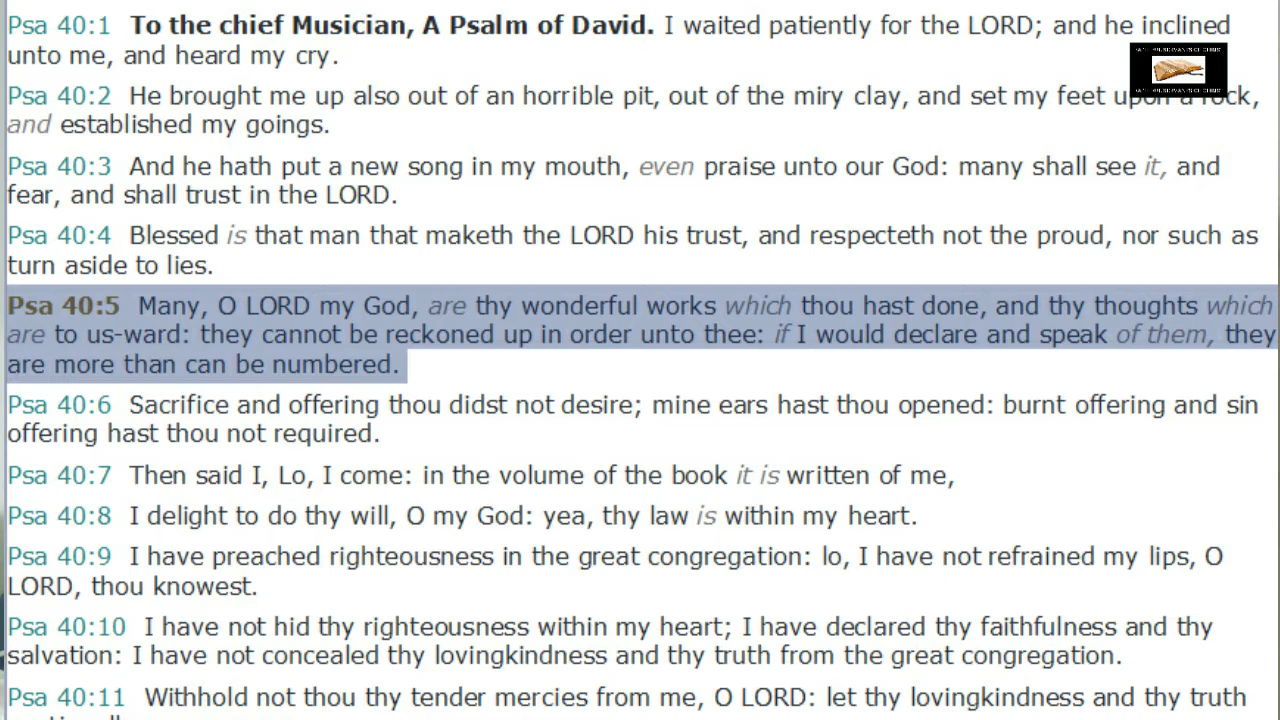 Psa 40:1 To the chief Musician, A Psalm of David. I waited patiently for the LORD; and he inclined
unto me, and heard my cry.
Psa 40:2 He brought me up also out of an horrible pit, out of the miry clay, and set my feet upon a rock,
and established my goings.
Psa 40:3 And he hath put a new song in my mouth, even praise unto our God: many shall see it, and
fear, and shall trust in the LORD.
Psa 40:4 Blessed is that man that maketh the LORD his trust, and respecteth not the proud, nor such as
turn aside to lies.
Psa 40:5 Many, O LORD my God, are thy wonderful works which thou hast done, and thy thoughts which
are to us-ward: they cannot be reckoned up in order unto thee: if I would declare and speak of them, they
are more than can be numbered.
Psa 40:6 Sacrifice and offering thou didst not desire; mine ears hast thou opened: burnt offering and sin
offering hast thou not required.
Psa 40:7 Then said I, Lo, I come: in the volume of the book it is written of me,
Psa 40:8 I delight to do thy will, O my God: yea, thy law is within my heart.
Psa 40:9 I have preached righteousness in the great congregation: lo, I have not refrained my lips, O
LORD, thou knowest.
Psa 40:10 I have not hid thy righteousness within my heart; I have declared thy faithfulness and thy
salvation: I have not concealed thy lovingkindness and thy truth from the great congregation.
Psa 40:11 Withhold not thou thy tender mercies from me, O LORD: let thy lovingkindness and thy truth